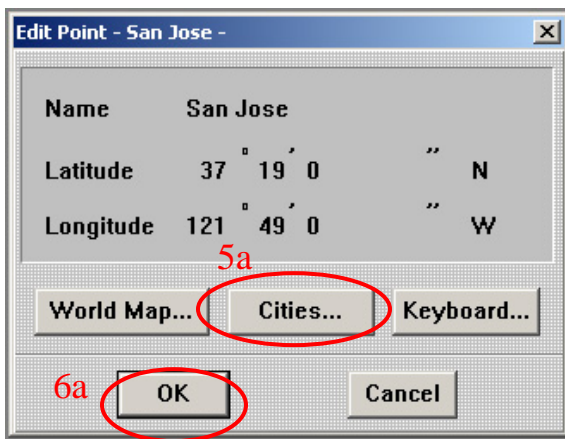 Edit Point - San Jose -
Name San Jose
Latitude 37 ° 19 ′ 0 ″ N
Longitude 121 ° 49 ′ 0 ″ W
5a
World Map... Cities... Keyboard...
6a
OK Cancel